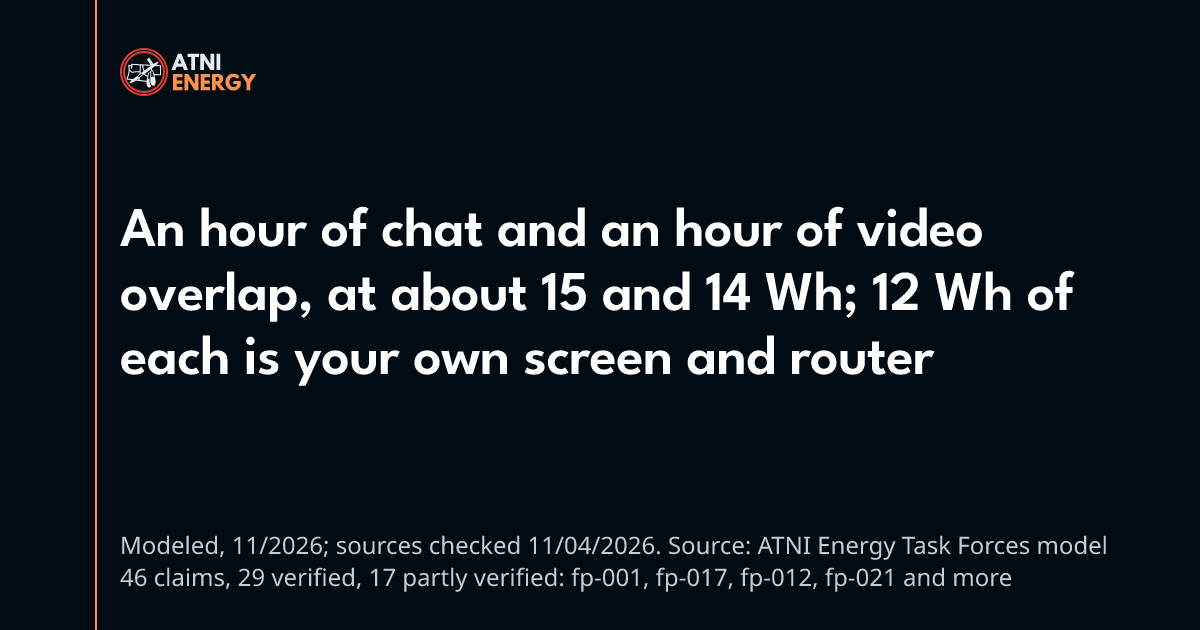 ATNI
ENERGY
An hour of chat and an hour of video
overlap, at about 15 and 14 Wh; 12 Wh of
each is your own screen and router
Modeled, 11/2026; sources checked 11/04/2026. Source: ATNI Energy Task Forces model
46 claims, 29 verified, 17 partly verified: fp-001, fp-017, fp-012, fp-021 and more